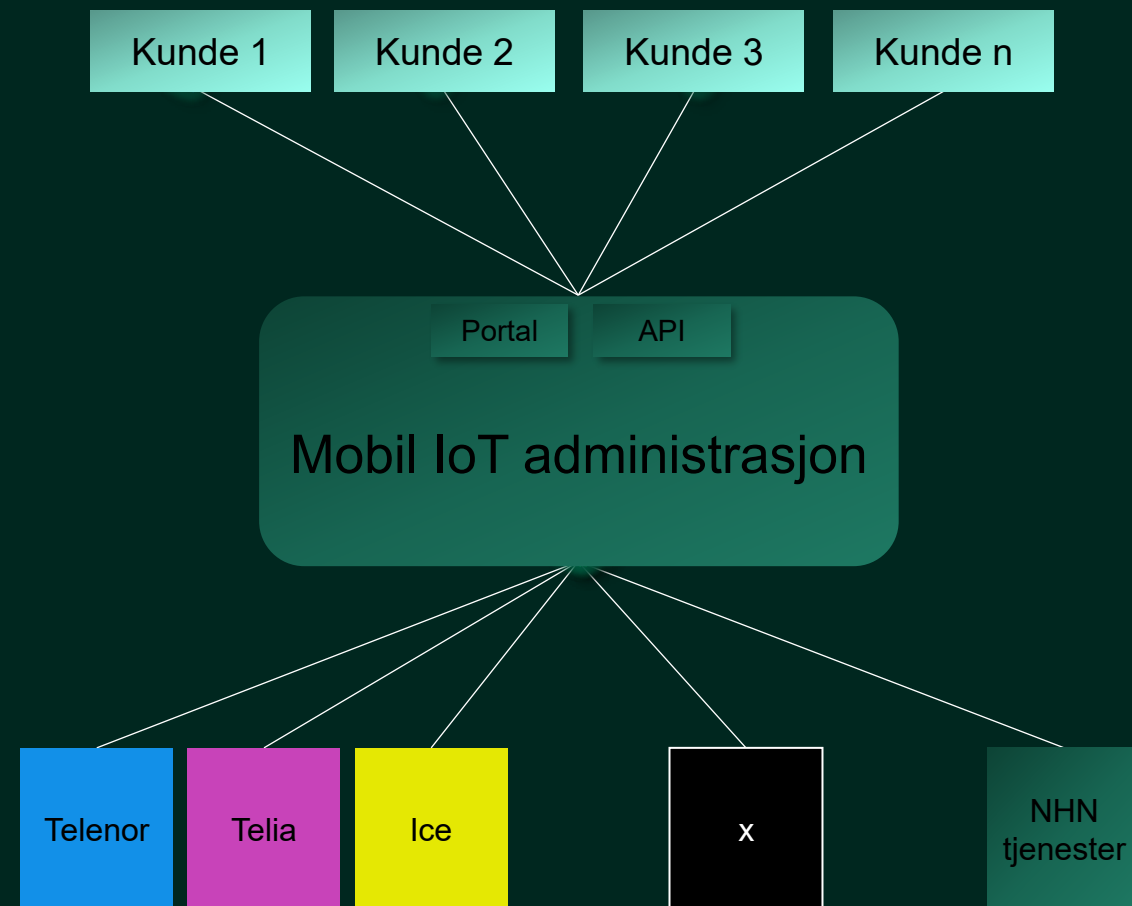 Kunde 1
Kunde 2
Kunde 3
Kunde n
Portal
API
Mobil IoT administrasjon
Telenor
Telia
Ice
x
NHN
tjenester